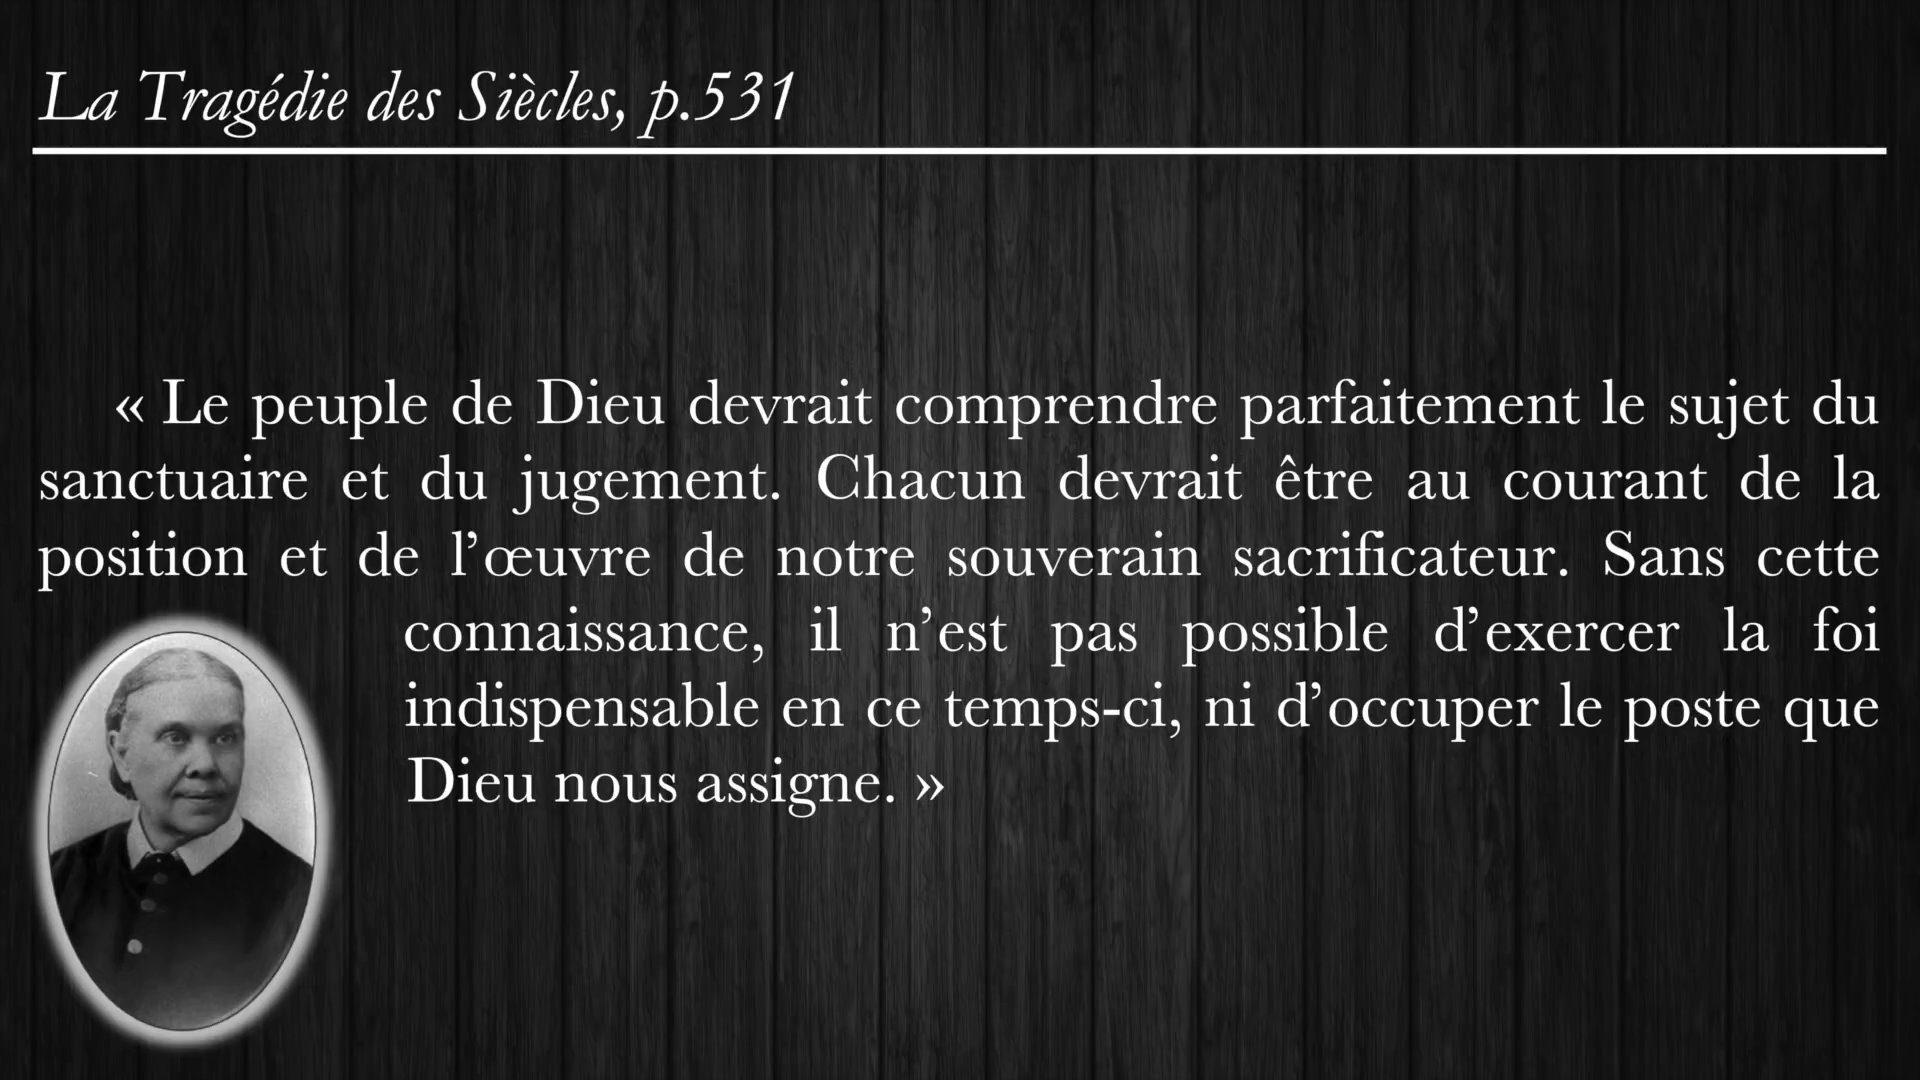 La Tragédie des Siècles, p.531
« Le peuple de Dieu devrait comprendre parfaitement le sujet du
sanctuaire et du jugement. Chacun devrait être au courant de la
position et de l’œuvre de notre souverain sacrificateur. Sans cette
connaissance, il n’est pas possible d’exercer la foi
indispensable en ce temps-ci, ni d’occuper le poste que
Dieu nous assigne. »